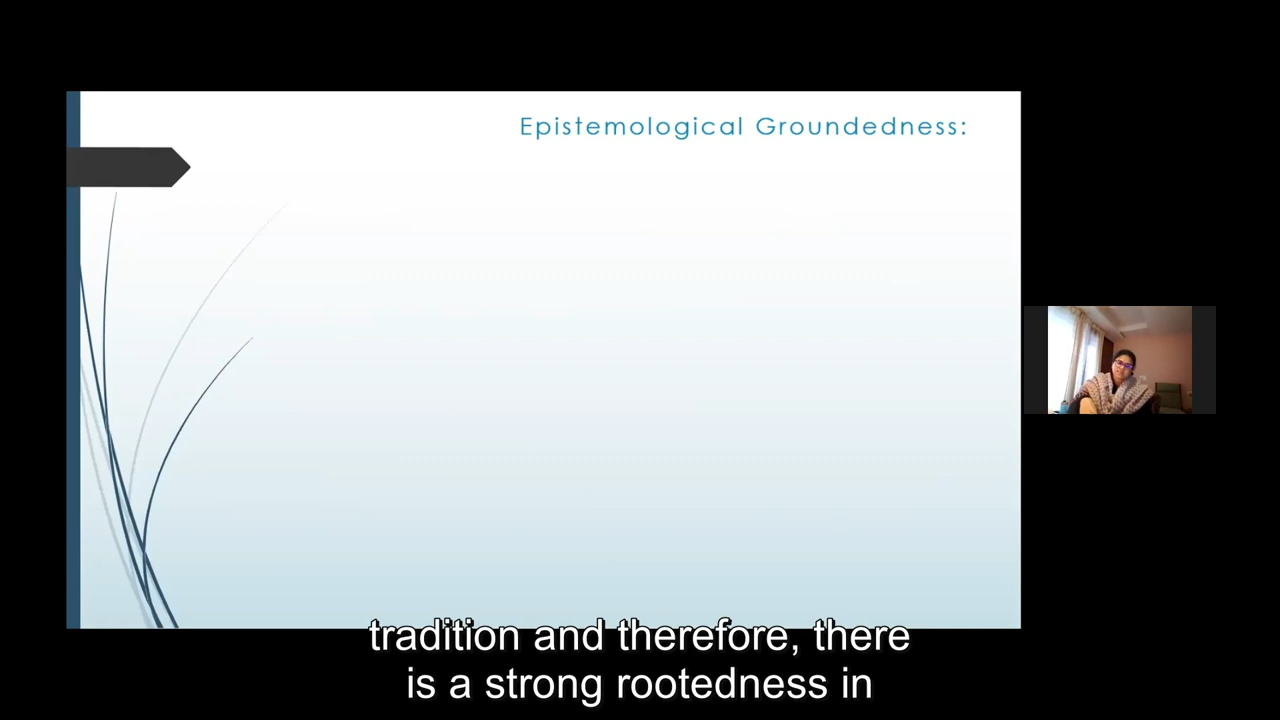 Epistemological Groundedness:
tradition and therefore, there
is a strong rootedness in